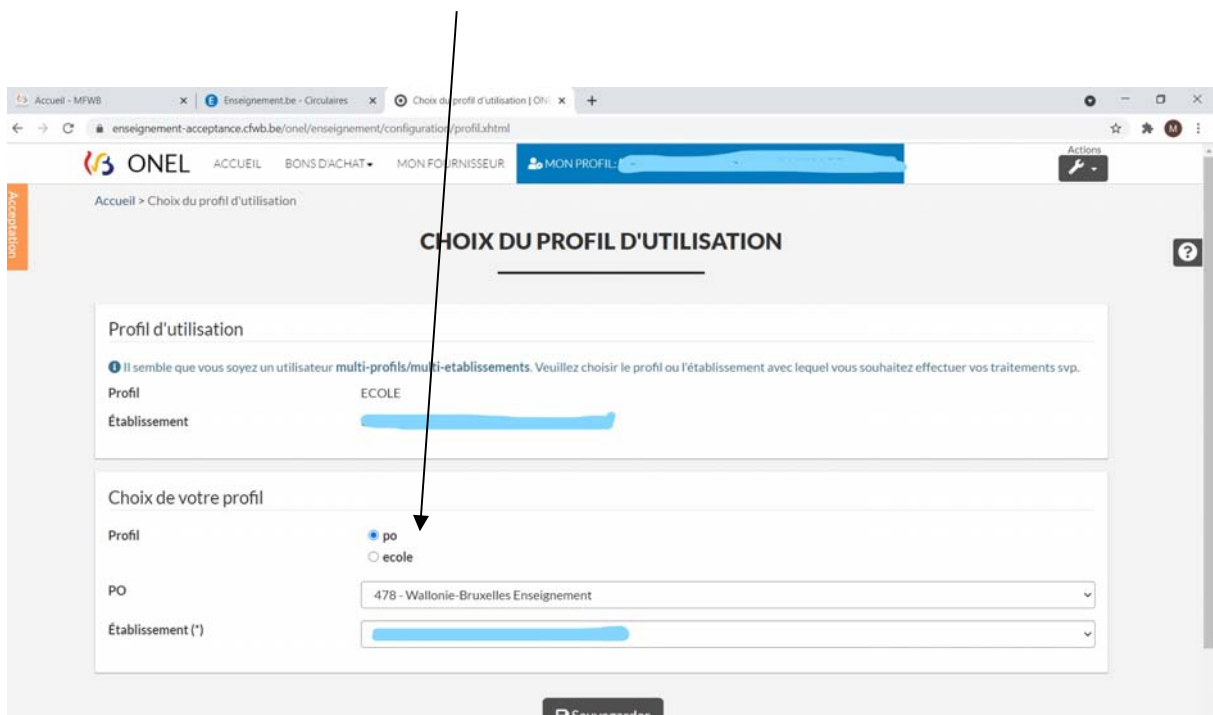 Accueil - MFWB
Enseignement.be - Circulaires
Choix du profil d'utilisation | ON
enseignement-acceptance.cfwb.be/onel/enseignement/configuration/profil.xhtml
M
ONEL ACCUEIL BONS D'ACHAT MON FOURNISSEUR MON PROFIL:
Actions
Acceptation
Accueil > Choix du profil d'utilisation
CHOIX DU PROFIL D'UTILISATION
?
Profil d'utilisation
Il semble que vous soyez un utilisateur multi-profils/multi-etablissements. Veuillez choisir le profil ou l'établissement avec lequel vous souhaitez effectuer vos traitements svp.
Profil ECOLE
Établissement
Choix de votre profil
Profil po
ecole
PO 478 - Wallonie-Bruxelles Enseignement
Établissement (*)
Sauvegarder